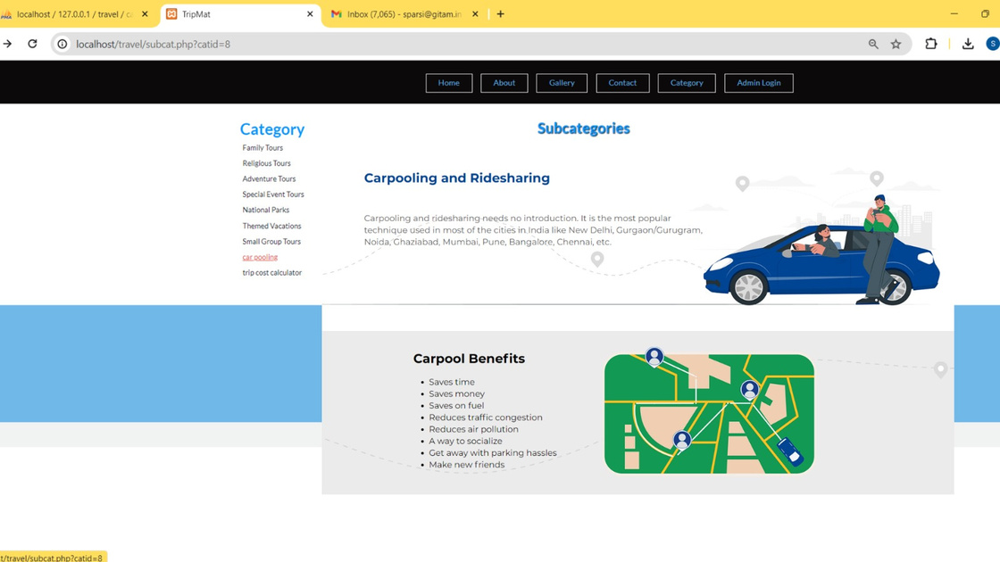 localhost / 127.0.0.1 / travel / ca
TripMat
Inbox (7,065) - sparsi@gitam.in
localhost/travel/subcat.php?catid=8
S
Home
About
Gallery
Contact
Category
Admin Login
Category
Family Tours
Religious Tours
Adventure Tours
Special Event Tours
National Parks
Themed Vacations
Small Group Tours
car pooling
trip cost calculator
Subcategories
Carpooling and Ridesharing
Carpooling and ridesharing needs no introduction. It is the most popular
technique used in most of the cities in India like New Delhi, Gurgaon/Gurugram,
Noida, Ghaziabad, Mumbai, Pune, Bangalore, Chennai, etc.
Carpool Benefits
Saves time
Saves money
Saves on fuel
Reduces traffic congestion
Reduces air pollution
A way to socialize
Get away with parking hassles
Make new friends
st/travel/subcat.php?catid=8